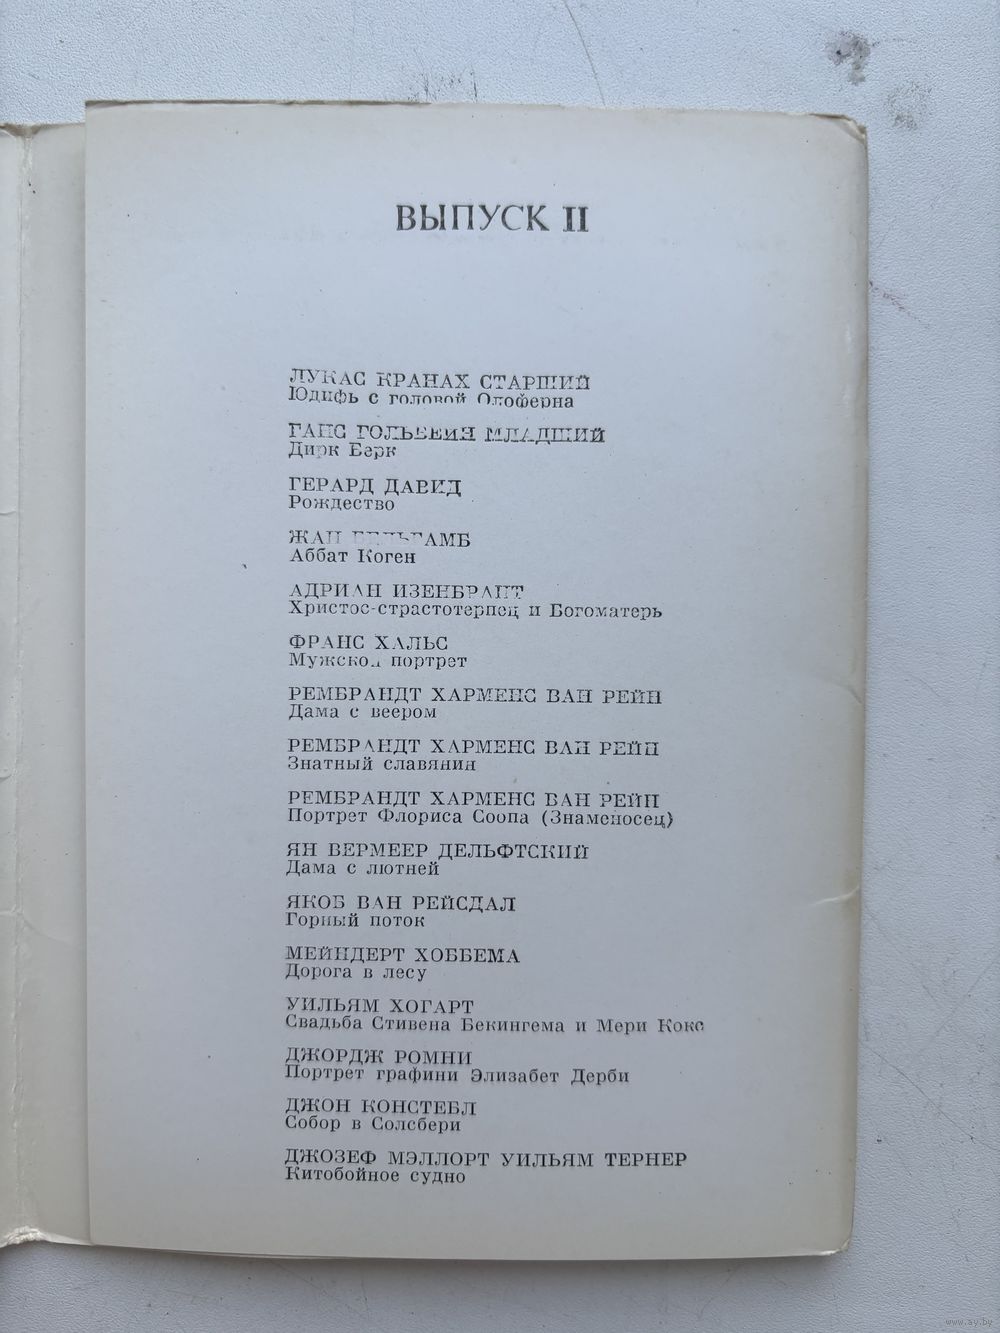 ВЫПУСК II
ЛУКАС КРАНАХ СТАРШИЙ
Юдифь с головой Олоферна
ГАНС ГОЛЬБЕЙН МЛАДШИЙ
Дирк Берк
ГЕРАРД ДАВИД
Рождество
ЖАН БЕЛЬГАМБ
Аббат Коген
АДРИАН ИЗЕНБРАНТ
Христос-страстотерпец и Богоматерь
ФРАНС ХАЛЬС
Мужской портрет
РЕМБРАНДТ ХАРМЕНС ВАН РЕЙН
Дама с веером
РЕМБРАНДТ ХАРМЕНС ВАН РЕЙН
Знатный славянин
РЕМБРАНДТ ХАРМЕНС ВАН РЕЙН
Портрет Флориса Соопа (Знаменосец)
ЯН ВЕРМЕЕР ДЕЛЬФТСКИЙ
Дама с лютней
ЯКОБ ВАН РЕЙСДАЛ
Горный поток
МЕЙНДЕРТ ХОББЕМА
Дорога в лесу
УИЛЬЯМ ХОГАРТ
Свадьба Стивена Бекингема и Мери Кокс
ДЖОРДЖ РОМНИ
Портрет графини Элизабет Дерби
ДЖОН КОНСТЕБЛ
Собор в Солсбери
ДЖОЗЕФ МЭЛЛОРТ УИЛЬЯМ ТЕРНЕР
Китобойное судно
www.ay.by